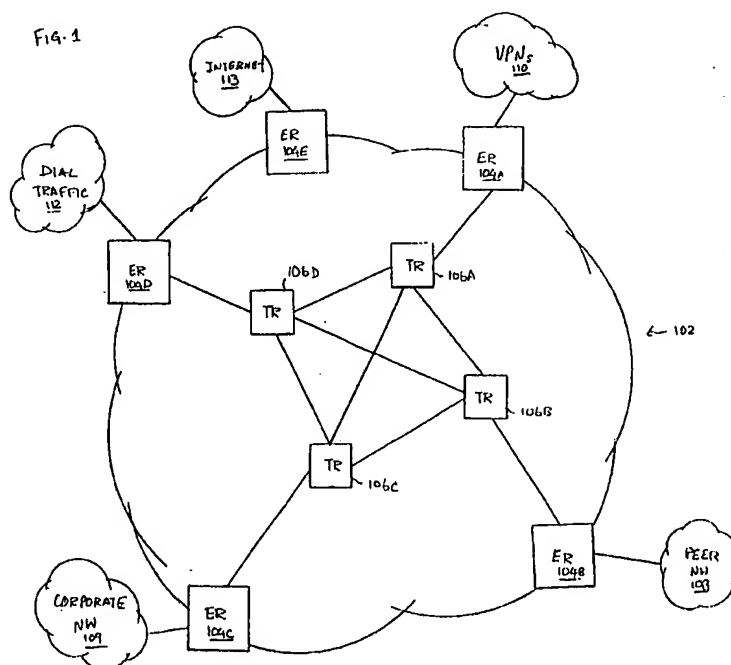 FIG. 1
INTERNET
113
VPNs
110
ER
104E
ER
104A
DIAL
TRAFFIC
112
ER
104D
106D
TR
TR
106A
102
TR
106B
TR
106C
CORPORATE
NW
109
ER
104C
ER
104B
PEER
NW